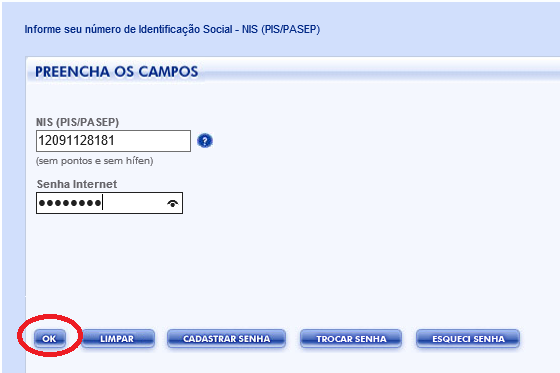 Informe seu número de Identificação Social - NIS (PIS/PASEP)
PREENCHA OS CAMPOS
NIS (PIS/PASEP)
12091128181
?
(sem pontos e sem hífen)
Senha Internet
●●●●●●●●
OK LIMPAR CADASTRAR SENHA TROCAR SENHA ESQUECI SENHA